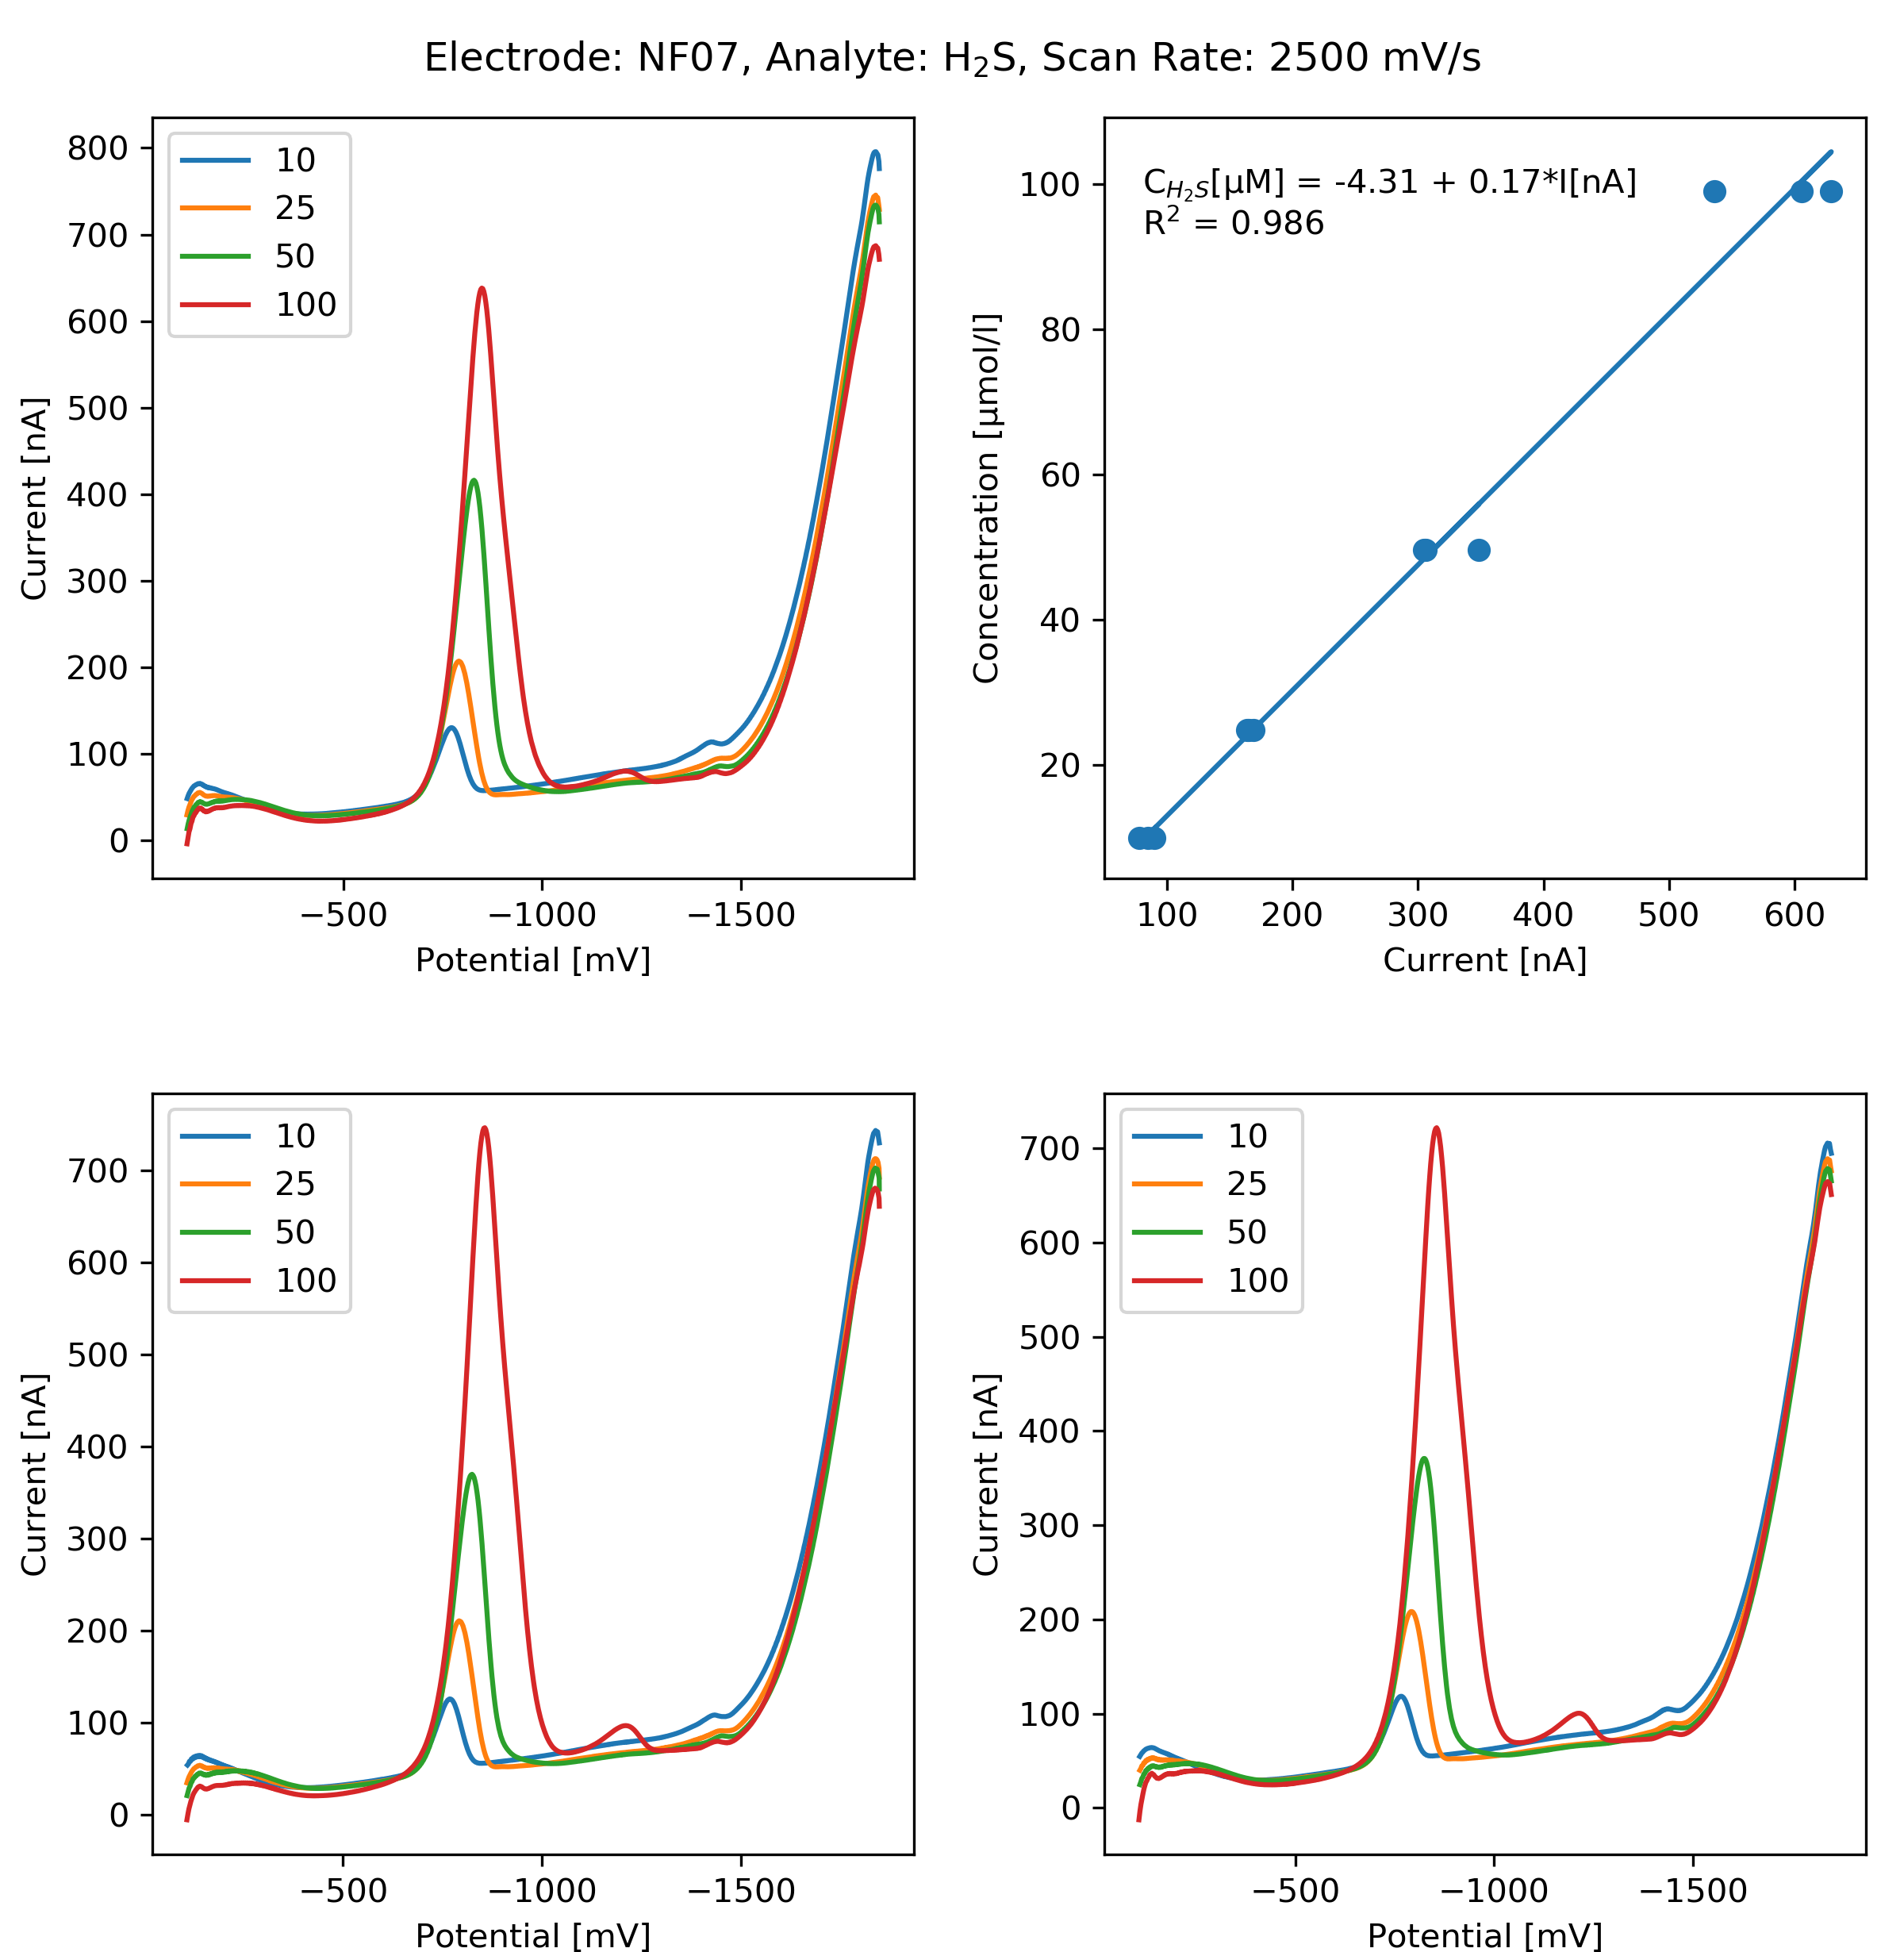 Electrode: NF07, Analyte: H₂S, Scan Rate: 2500 mV/s
800
700
600
500
400
300
200
100
0
Current [nA]
10
25
50
100
−500 −1000 −1500
Potential [mV]
100
80
60
40
20
Concentration [µmol/l]
C_{H₂S}[µM] = -4.31 + 0.17*I[nA]
R² = 0.986
100 200 300 400 500 600
Current [nA]
700
600
500
400
300
200
100
0
Current [nA]
10
25
50
100
−500 −1000 −1500
Potential [mV]
700
600
500
400
300
200
100
0
Current [nA]
10
25
50
100
−500 −1000 −1500
Potential [mV]